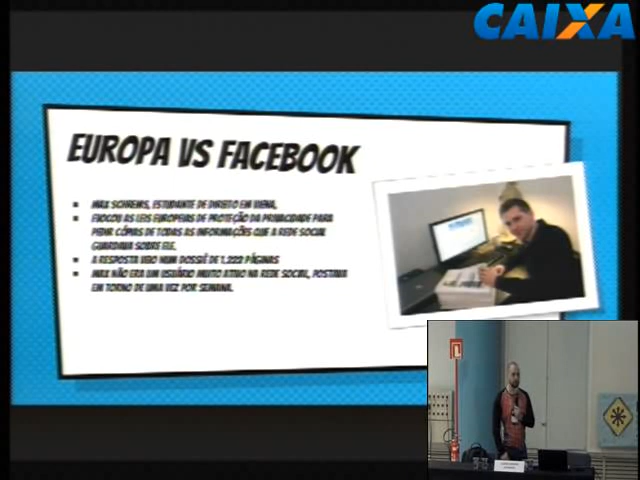 CAIXA
EUROPA VS FACEBOOK
MAX SCHREMS, ESTUDANTE DE DIREITO EM VIENA.
EVOCOU AS LEIS EUROPEIAS DE PROTEÇÃO DA PRIVACIDADE PARA
PEDIR CÓPIAS DE TODAS AS INFORMAÇÕES QUE A REDE SOCIAL
GUARDAVA SOBRE ELE.
A RESPOSTA VEIO NUM DOSSIÊ DE 1.222 PÁGINAS
MAX NÃO ERA UM USUÁRIO MUITO ATIVO NA REDE SOCIAL, POSTAVA
EM TORNO DE UMA VEZ POR SEMANA.